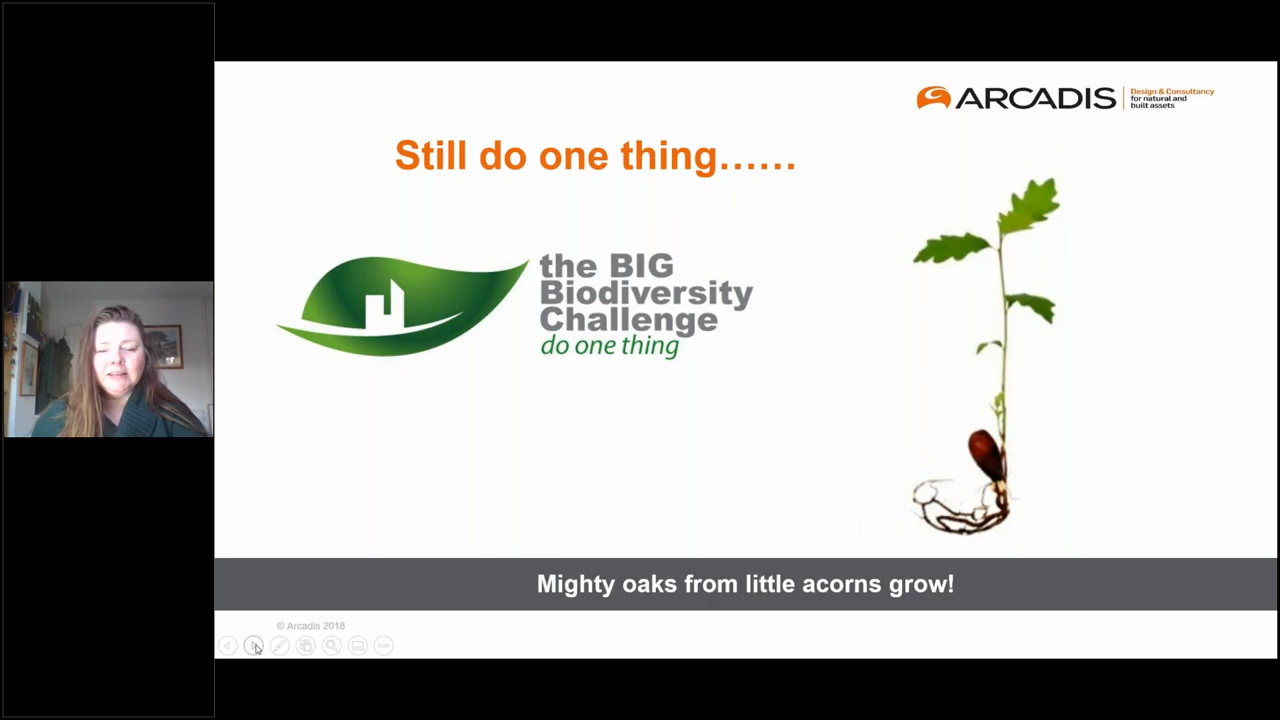 ARCADIS
Design & Consultancy
for natural and
built assets
Still do one thing……
the BIG
Biodiversity
Challenge
do one thing
Mighty oaks from little acorns grow!
© Arcadis 2018